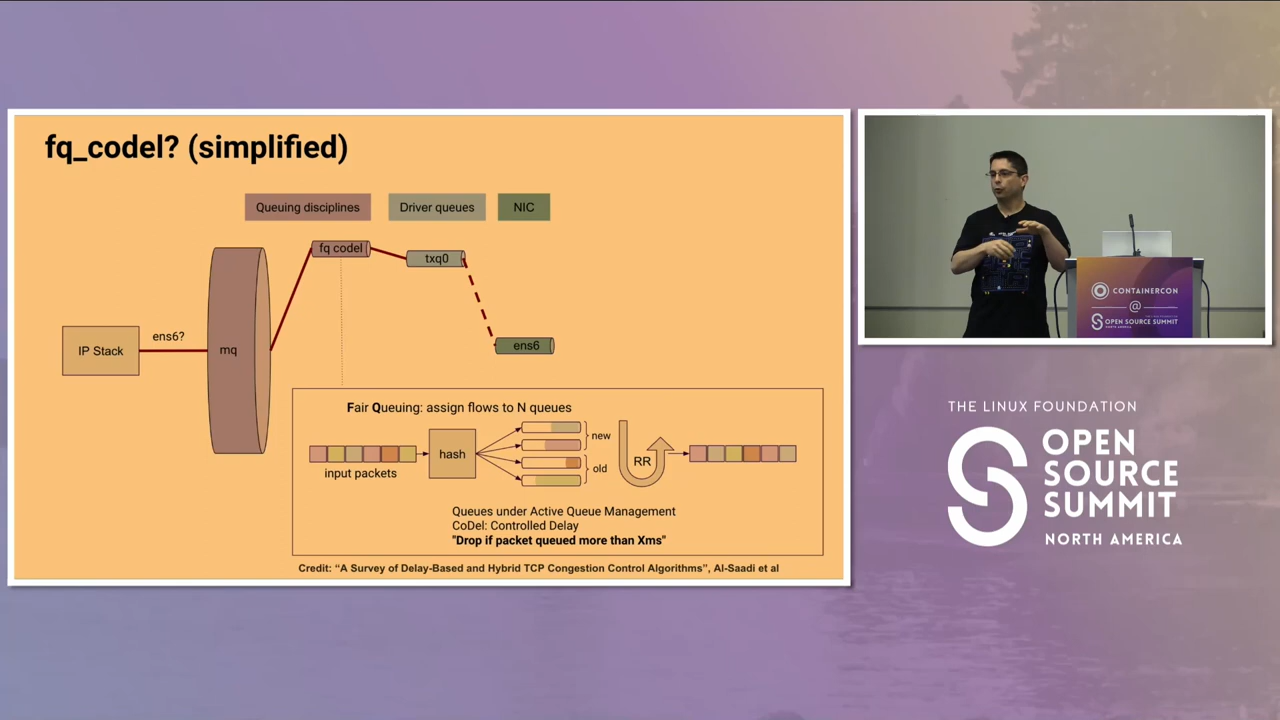 fq_codel? (simplified)
Queuing disciplines
Driver queues
NIC
fq codel
txq0
ens6?
IP Stack
mq
ens6
Fair Queuing: assign flows to N queues
input packets
hash
new
old
RR
Queues under Active Queue Management
CoDel: Controlled Delay
"Drop if packet queued more than Xms"
Credit: “A Survey of Delay-Based and Hybrid TCP Congestion Control Algorithms”, Al-Saadi et al
CONTAINERCON
@
OPEN SOURCE SUMMIT
NORTH AMERICA
THE LINUX FOUNDATION
OPEN
SOURCE
SUMMIT
NORTH AMERICA